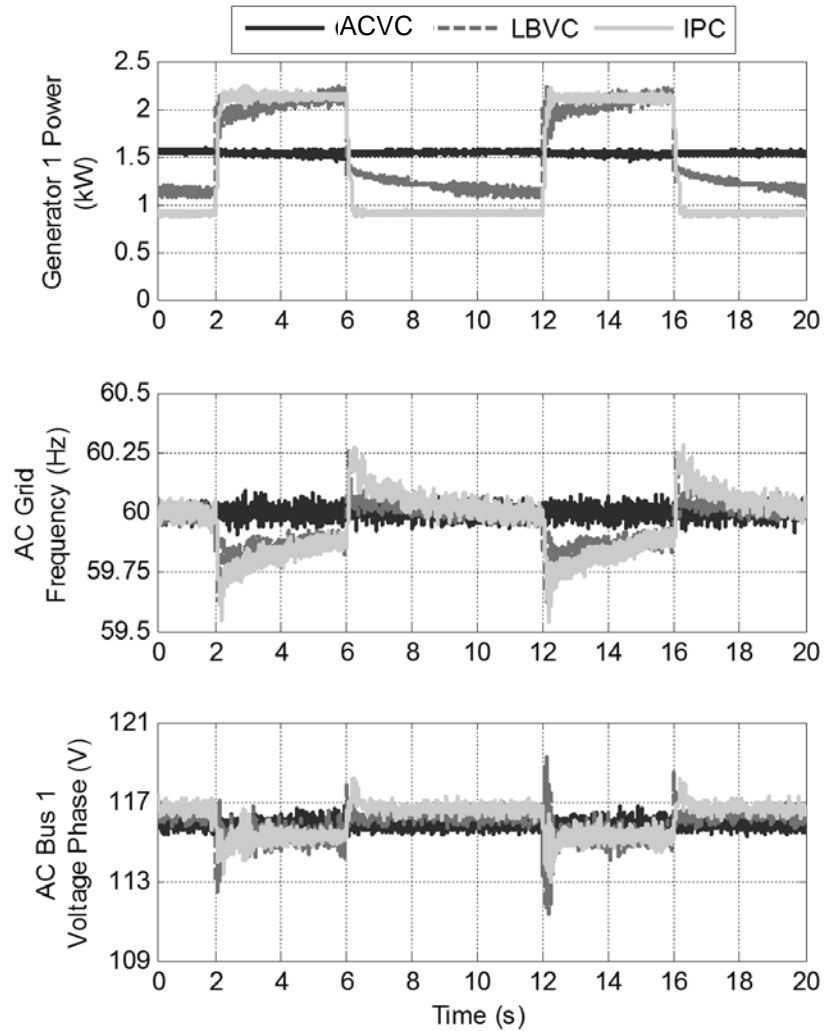 ACVC LBVC IPC
Generator 1 Power
(kW)
2.5
2
1.5
1
0.5
0
0 2 4 6 8 10 12 14 16 18 20
AC Grid
Frequency (Hz)
60.5
60.25
60
59.75
59.5
0 2 4 6 8 10 12 14 16 18 20
AC Bus 1
Voltage Phase (V)
121
117
113
109
0 2 4 6 8 10 12 14 16 18 20
Time (s)